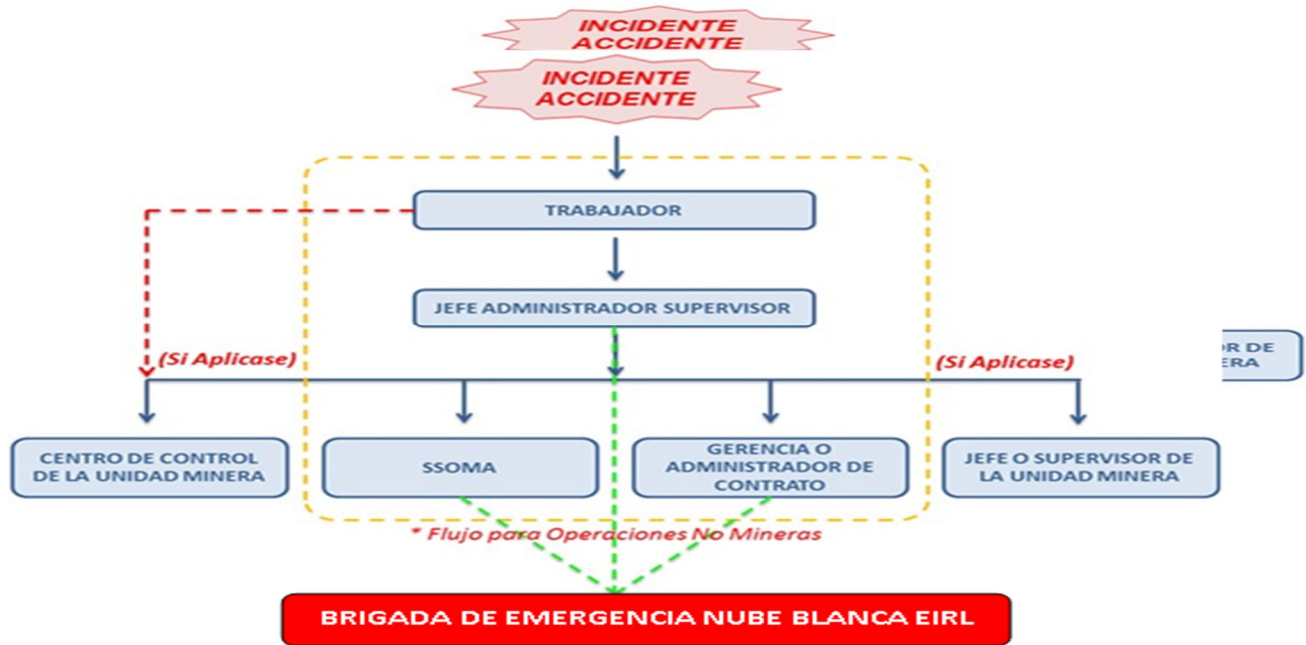 INCIDENTE
ACCIDENTE
INCIDENTE
ACCIDENTE
TRABAJADOR
JEFE ADMINISTRADOR SUPERVISOR
(Si Aplicase)
(Si Aplicase)
DE
ERA
CENTRO DE CONTROL
DE LA UNIDAD MINERA
SSOMA
GERENCIA O
ADMINISTRADOR DE
CONTRATO
JEFE O SUPERVISOR DE
LA UNIDAD MINERA
* Flujo para Operaciones No Mineras
BRIGADA DE EMERGENCIA NUBE BLANCA EIRL